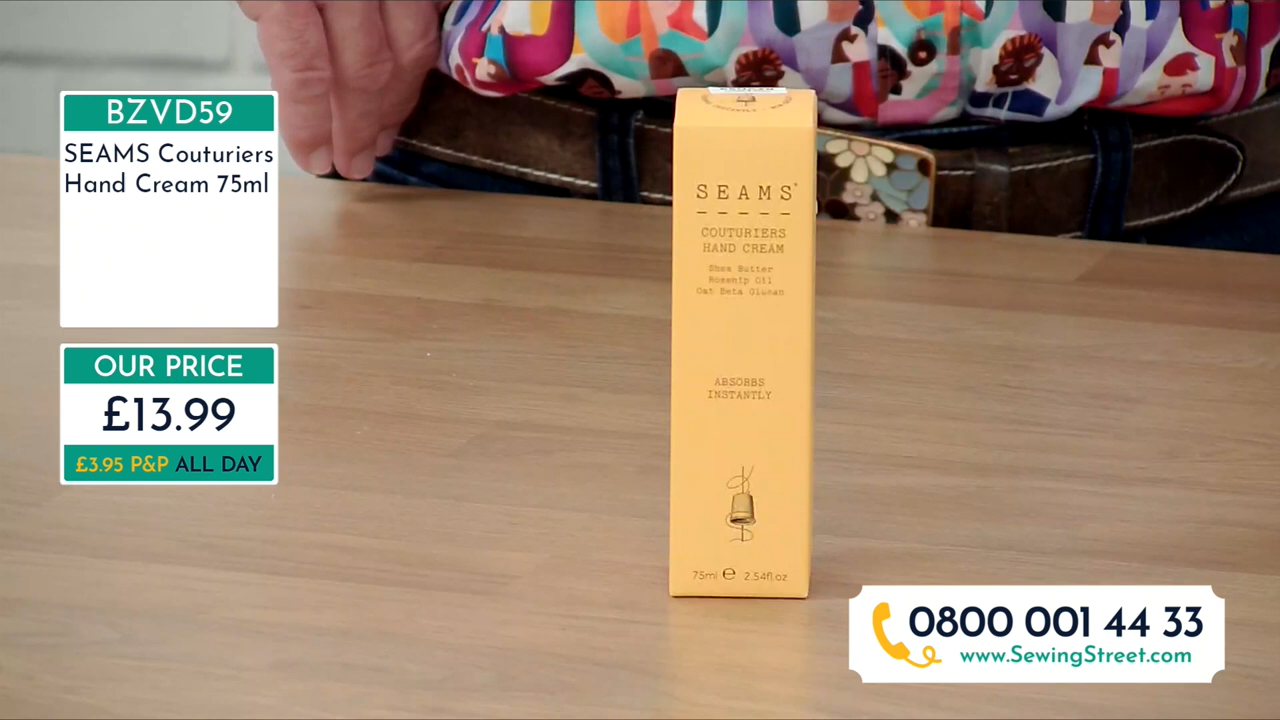 BZVD59
SEAMS Couturiers
Hand Cream 75ml
OUR PRICE
£13.99
£3.95 P&P ALL DAY
SEAMS
COUTURIERS
HAND CREAM
Shea Butter
Rosehip Oil
Oat Beta Glucan
ABSORBS
INSTANTLY
75ml e 2.54fl.oz
0800 001 44 33
www.SewingStreet.com